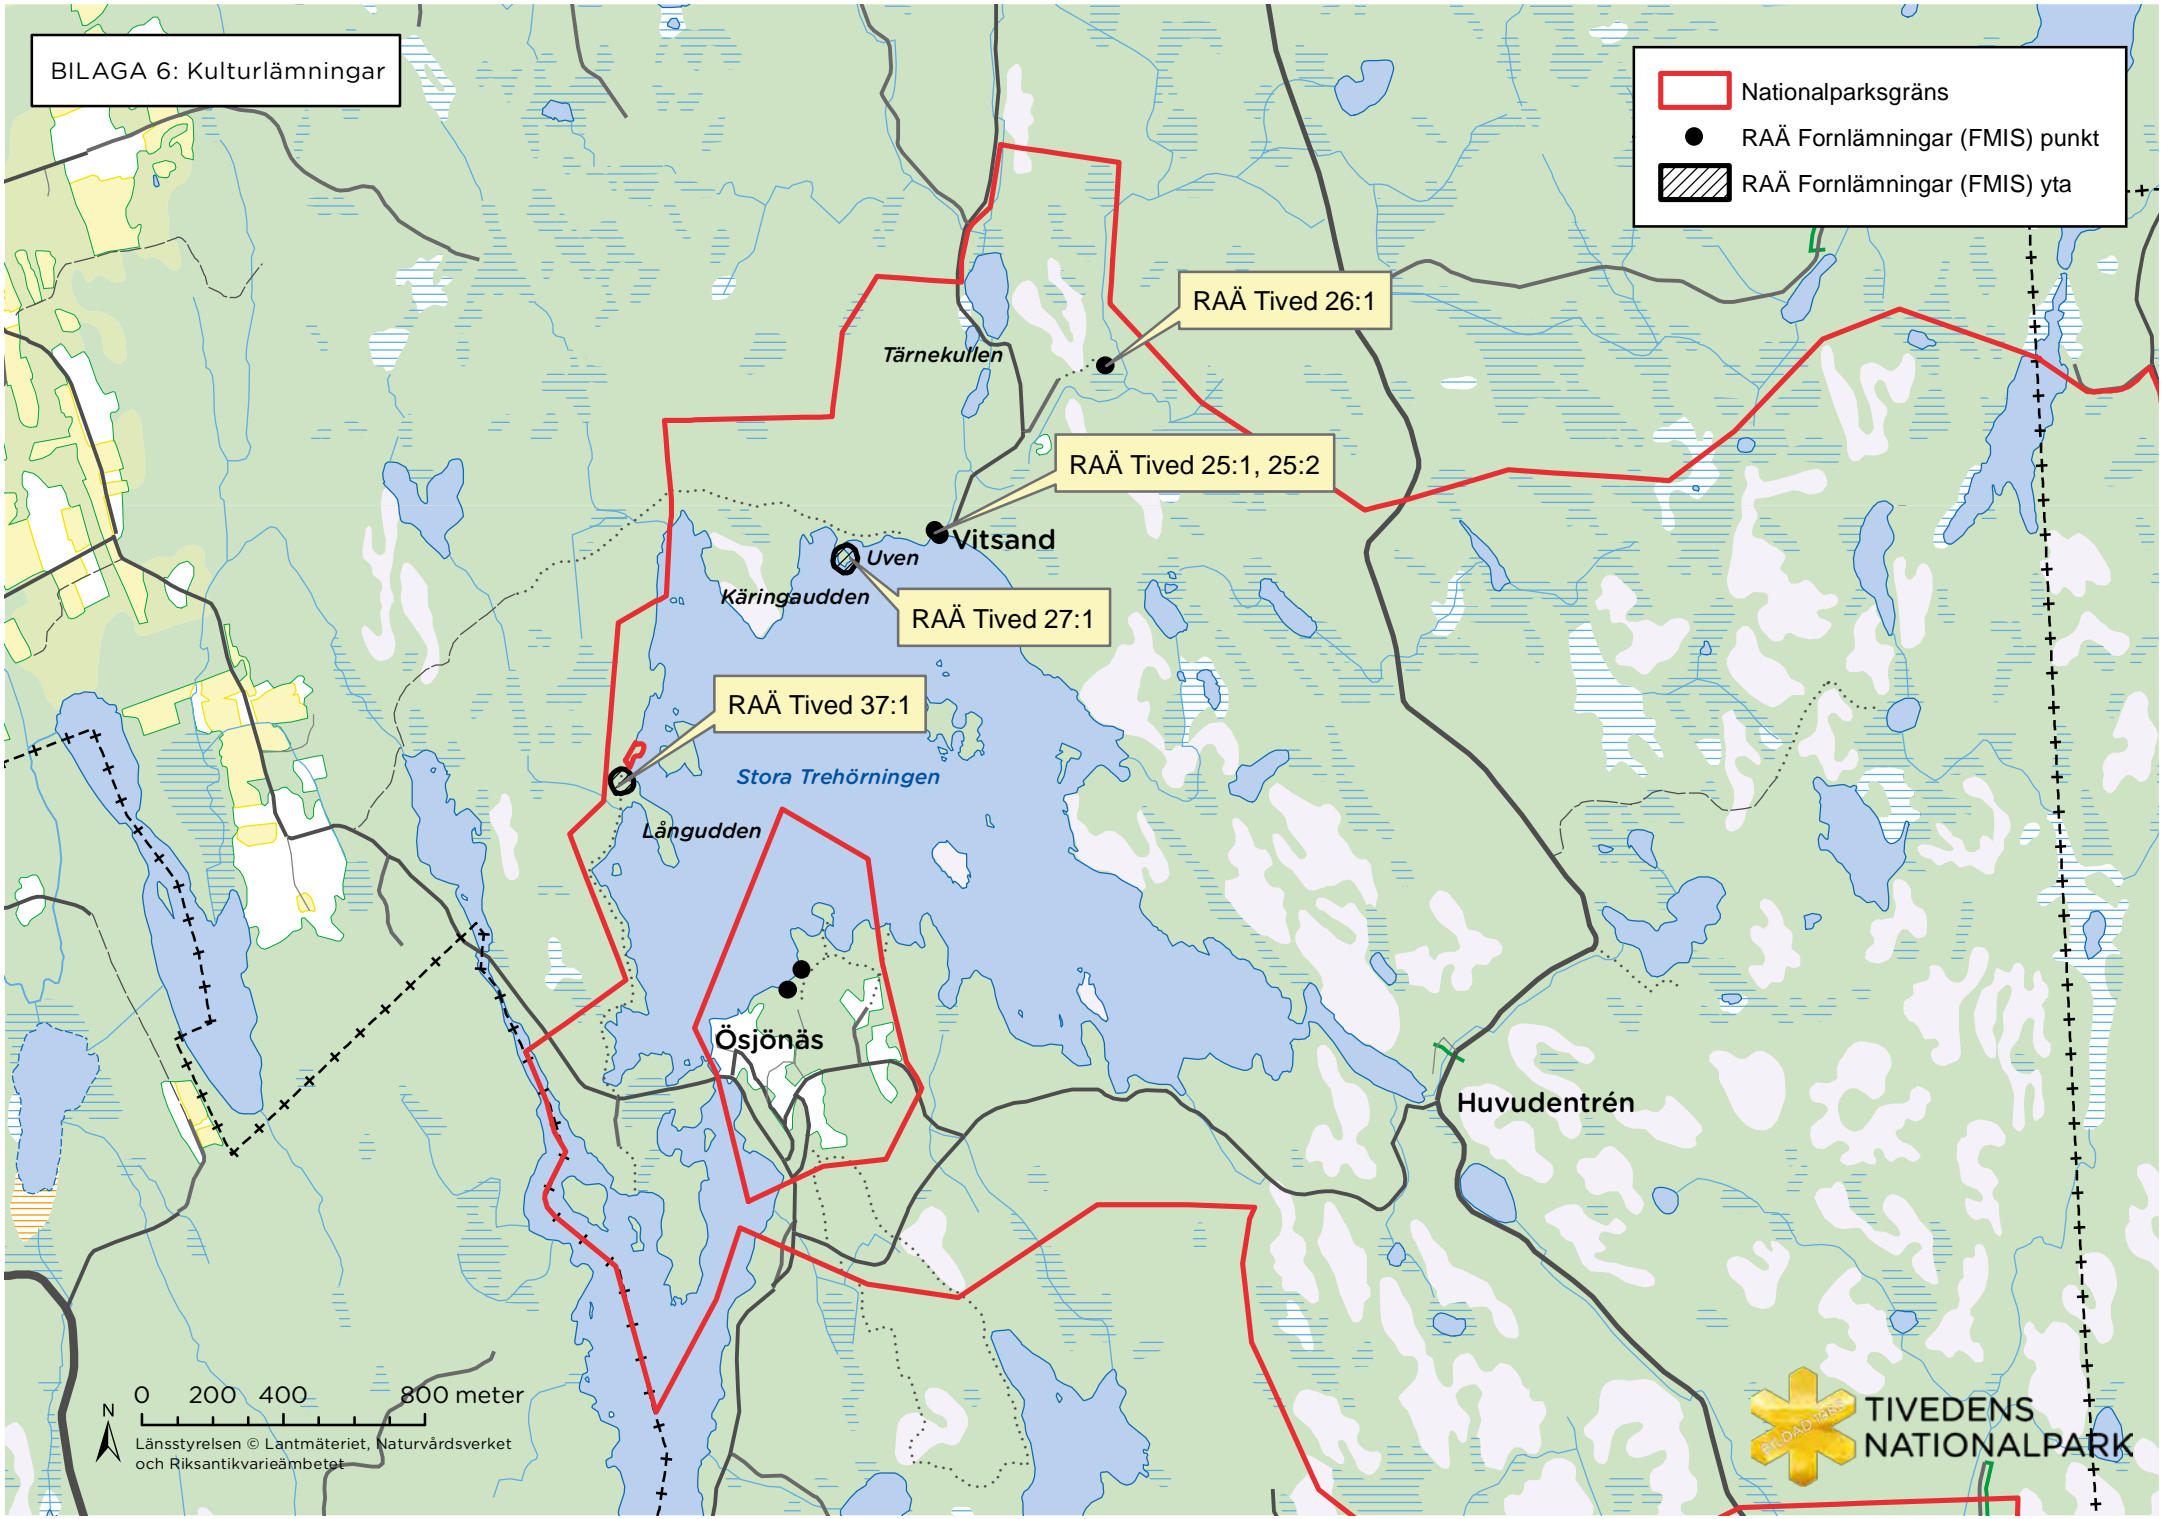 BILAGA 6: Kulturlämningar
Nationalparksgräns
RAÄ Fornlämningar (FMIS) punkt
RAÄ Fornlämningar (FMIS) yta
RAÄ Tived 26:1
Tärnekullen
RAÄ Tived 25:1, 25:2
Vitsand
Uven
Käringaudden
RAÄ Tived 27:1
RAÄ Tived 37:1
Stora Trehörningen
Långudden
Ösjönäs
Huvudentrén
0 200 400 800 meter
N
Länsstyrelsen © Lantmäteriet, Naturvårdsverket
och Riksantikvarieämbetet
BILDAD 1983
TIVEDENS
NATIONALPARK